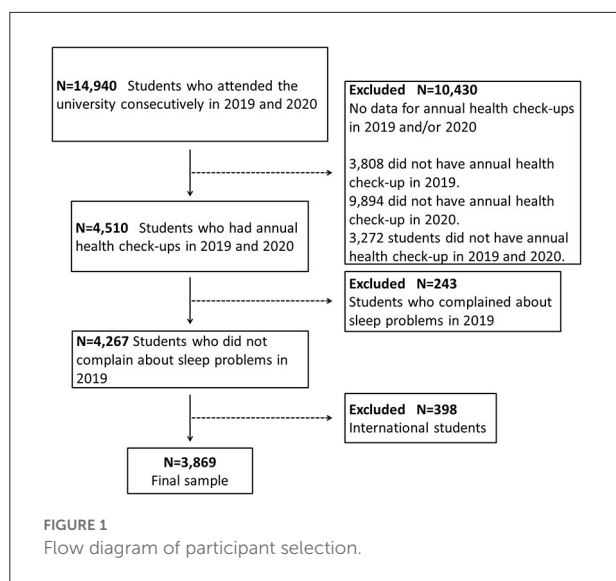 N=14,940 Students who attended the
university consecutively in 2019 and 2020
Excluded N=10,430
No data for annual health check-ups
in 2019 and/or 2020
3,808 did not have annual health
check-up in 2019.
9,894 did not have annual health
check-up in 2020.
3,272 students did not have annual
health check-up in 2019 and 2020.
N=4,510 Students who had annual
health check-ups in 2019 and 2020
Excluded N=243
Students who complained about
sleep problems in 2019
N=4,267 Students who did not
complain about sleep problems in
2019
Excluded N=398
International students
N=3,869
Final sample
FIGURE 1
Flow diagram of participant selection.